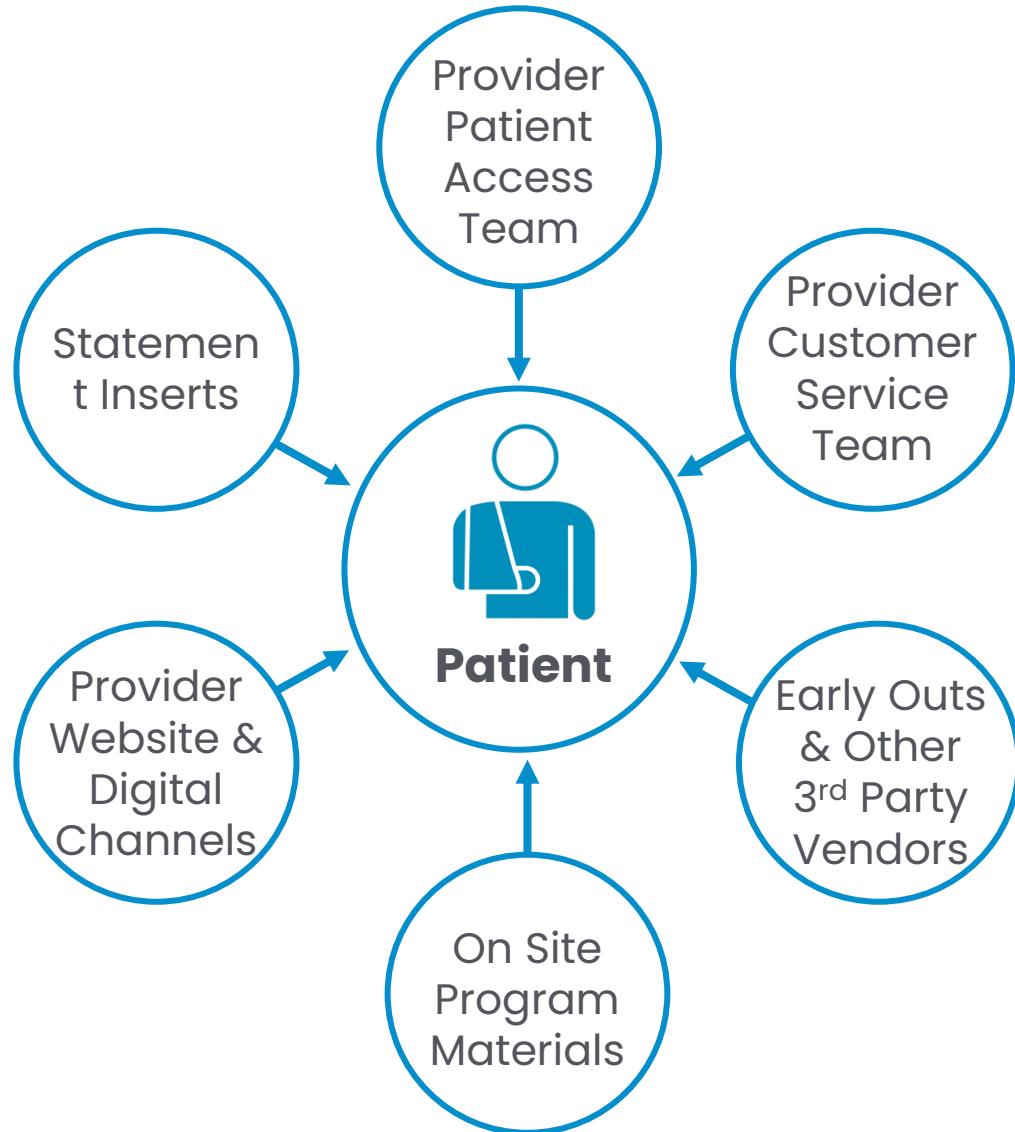 Provider
Patient
Access
Team
Provider
Customer
Service
Team
Statemen
t Inserts
Patient
Provider
Website &
Digital
Channels
Early Outs
& Other
3rd Party
Vendors
On Site
Program
Materials